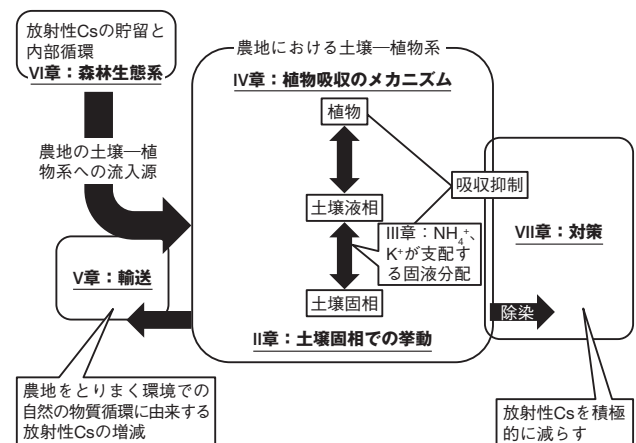 放射性Csの貯留と
内部循環
VI章：森林生態系
農地における土壌―植物系
IV章：植物吸収のメカニズム
植物
農地の土壌―植
物系への流入源
吸収抑制
土壌液相
III章：NH₄⁺、
K⁺が支配す
る固液分配
VII章：対策
V章：輸送
土壌固相
除染
II章：土壌固相での挙動
農地をとりまく環境での
自然の物質循環に由来する
放射性Csの増減
放射性Csを積極
的に減らす